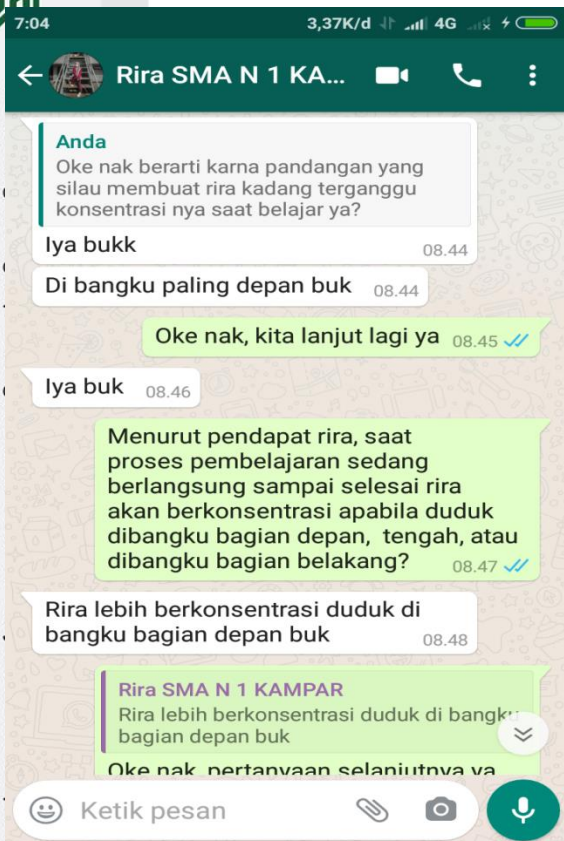 7:04 3,37K/d 4G
Rira SMA N 1 KA...
Anda
Oke nak berarti karna pandangan yang
silau membuat rira kadang terganggu
konsentrasi nya saat belajar ya?
Iya bukk 08.44
Di bangku paling depan buk 08.44
Oke nak, kita lanjut lagi ya 08.45
Iya buk 08.46
Menurut pendapat rira, saat
proses pembelajaran sedang
berlangsung sampai selesai rira
akan berkonsentrasi apabila duduk
dibangku bagian depan, tengah, atau
dibangku bagian belakang? 08.47
Rira lebih berkonsentrasi duduk di
bangku bagian depan buk 08.48
Rira SMA N 1 KAMPAR
Rira lebih berkonsentrasi duduk di bangku
bagian depan buk
Oke nak, pertanyaan selanjutnya ya
Ketik pesan